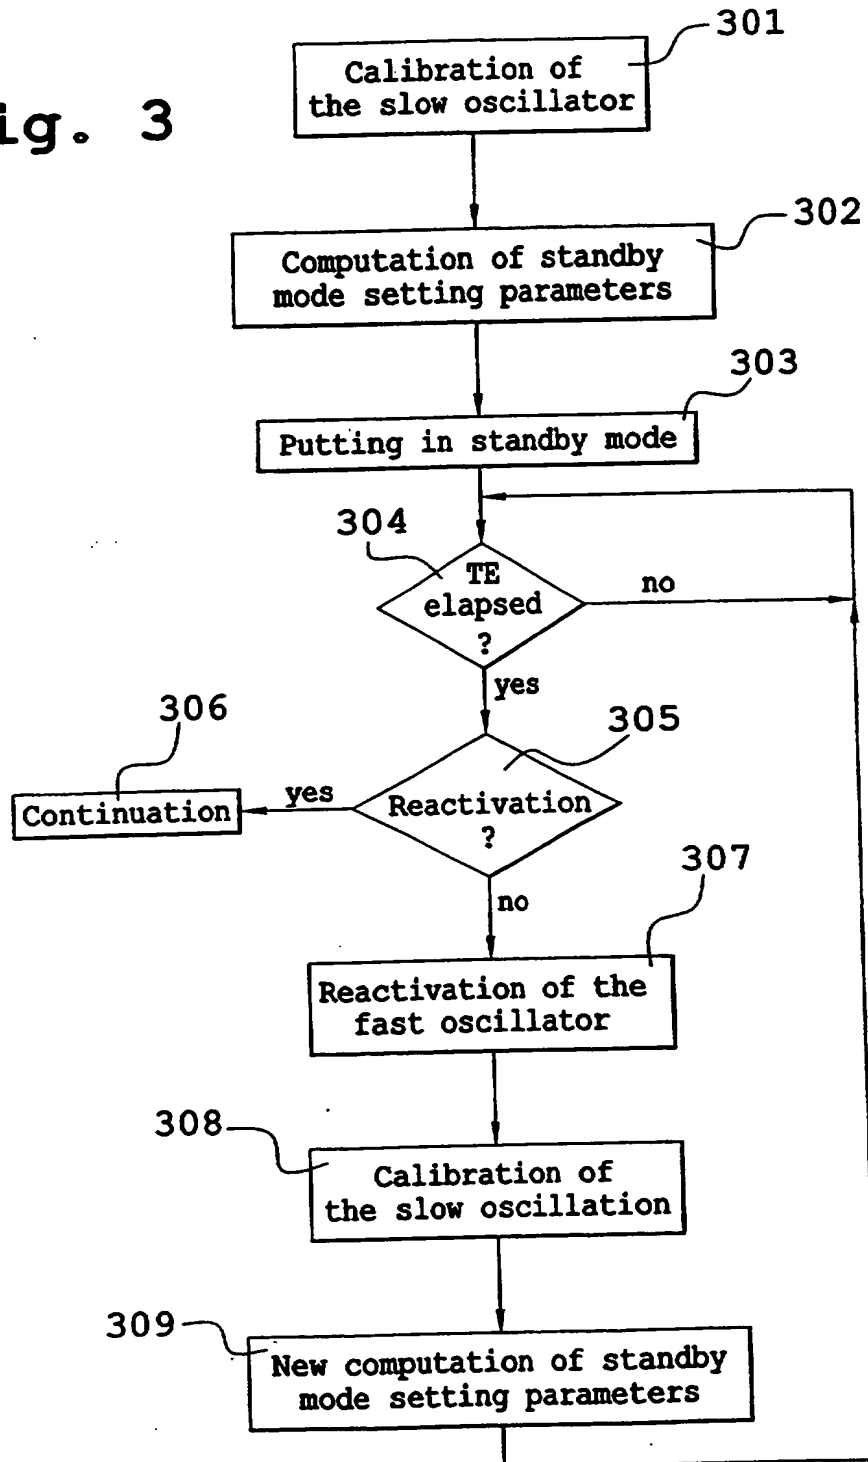 ig. 3
301
Calibration of
the slow oscillator
302
Computation of standby
mode setting parameters
303
Putting in standby mode
304
TE
elapsed
?
no
yes
305
306
Reactivation
?
yes
Continuation
no
307
Reactivation of the
fast oscillator
308
Calibration of
the slow oscillation
309
New computation of standby
mode setting parameters